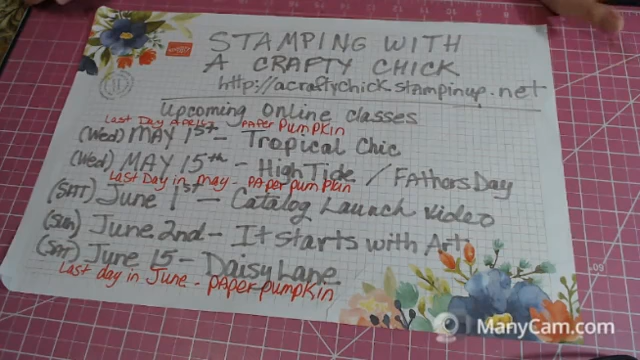 STAMPING WITH
A CRAFTY CHICK
http://acraftychick.stampinup.net
Upcoming Online classes
Last Day PAPER PUMPKIN
(Wed) MAY 1st - Tropical Chic
(Wed) MAY 15th - High Tide / FAthersDay
Last Day in may - PAper pumpkin
(SAT) June 1st - Catalog Launch video
(Sun) June 2nd - It Starts with Art
(SAT) June 15 - Daisy Lane
Last day in June - pAper pumpkin
ManyCam.com